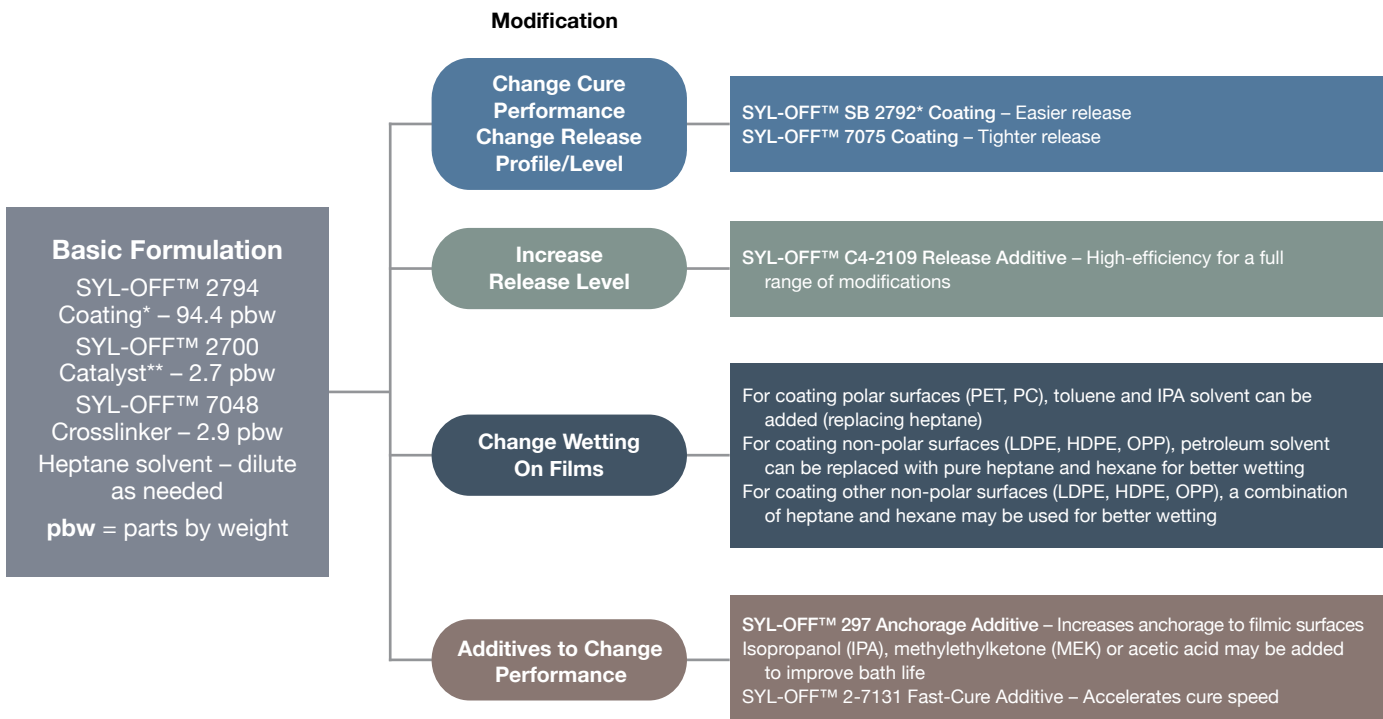 Modification
Basic Formulation
SYL-OFF™ 2794
Coating* – 94.4 pbw
SYL-OFF™ 2700
Catalyst** – 2.7 pbw
SYL-OFF™ 7048
Crosslinker – 2.9 pbw
Heptane solvent – dilute
as needed
pbw = parts by weight
Change Cure
Performance
Change Release
Profile/Level
SYL-OFF™ SB 2792* Coating – Easier release
SYL-OFF™ 7075 Coating – Tighter release
Increase
Release Level
SYL-OFF™ C4-2109 Release Additive – High-efficiency for a full
range of modifications
Change Wetting
On Films
For coating polar surfaces (PET, PC), toluene and IPA solvent can be
added (replacing heptane)
For coating non-polar surfaces (LDPE, HDPE, OPP), petroleum solvent
can be replaced with pure heptane and hexane for better wetting
For coating other non-polar surfaces (LDPE, HDPE, OPP), a combination
of heptane and hexane may be used for better wetting
Additives to Change
Performance
SYL-OFF™ 297 Anchorage Additive – Increases anchorage to filmic surfaces
Isopropanol (IPA), methylethylketone (MEK) or acetic acid may be added
to improve bath life
SYL-OFF™ 2-7131 Fast-Cure Additive – Accelerates cure speed